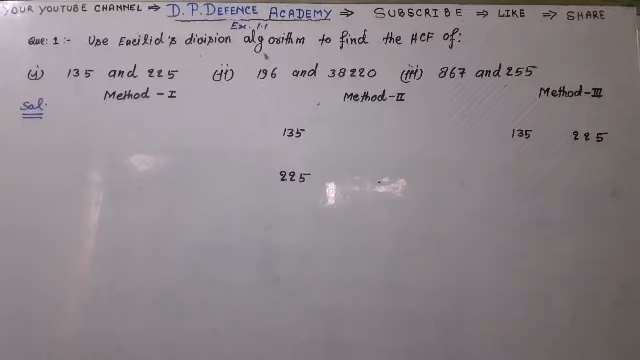 YOUR YOUTUBE CHANNEL ⇒ D.P. DEFENCE ACADEMY ⇒ SUBSCRIBE ⇒ LIKE ⇒ SHARE
Ex. 1.1
Que: 1 :- Use Euclid's division algorithm to find the HCF of:
(i) 135 and 225 (ii) 196 and 38220 (iii) 867 and 255
Sol. Method - I Method - II Method - III
135 135 225
225